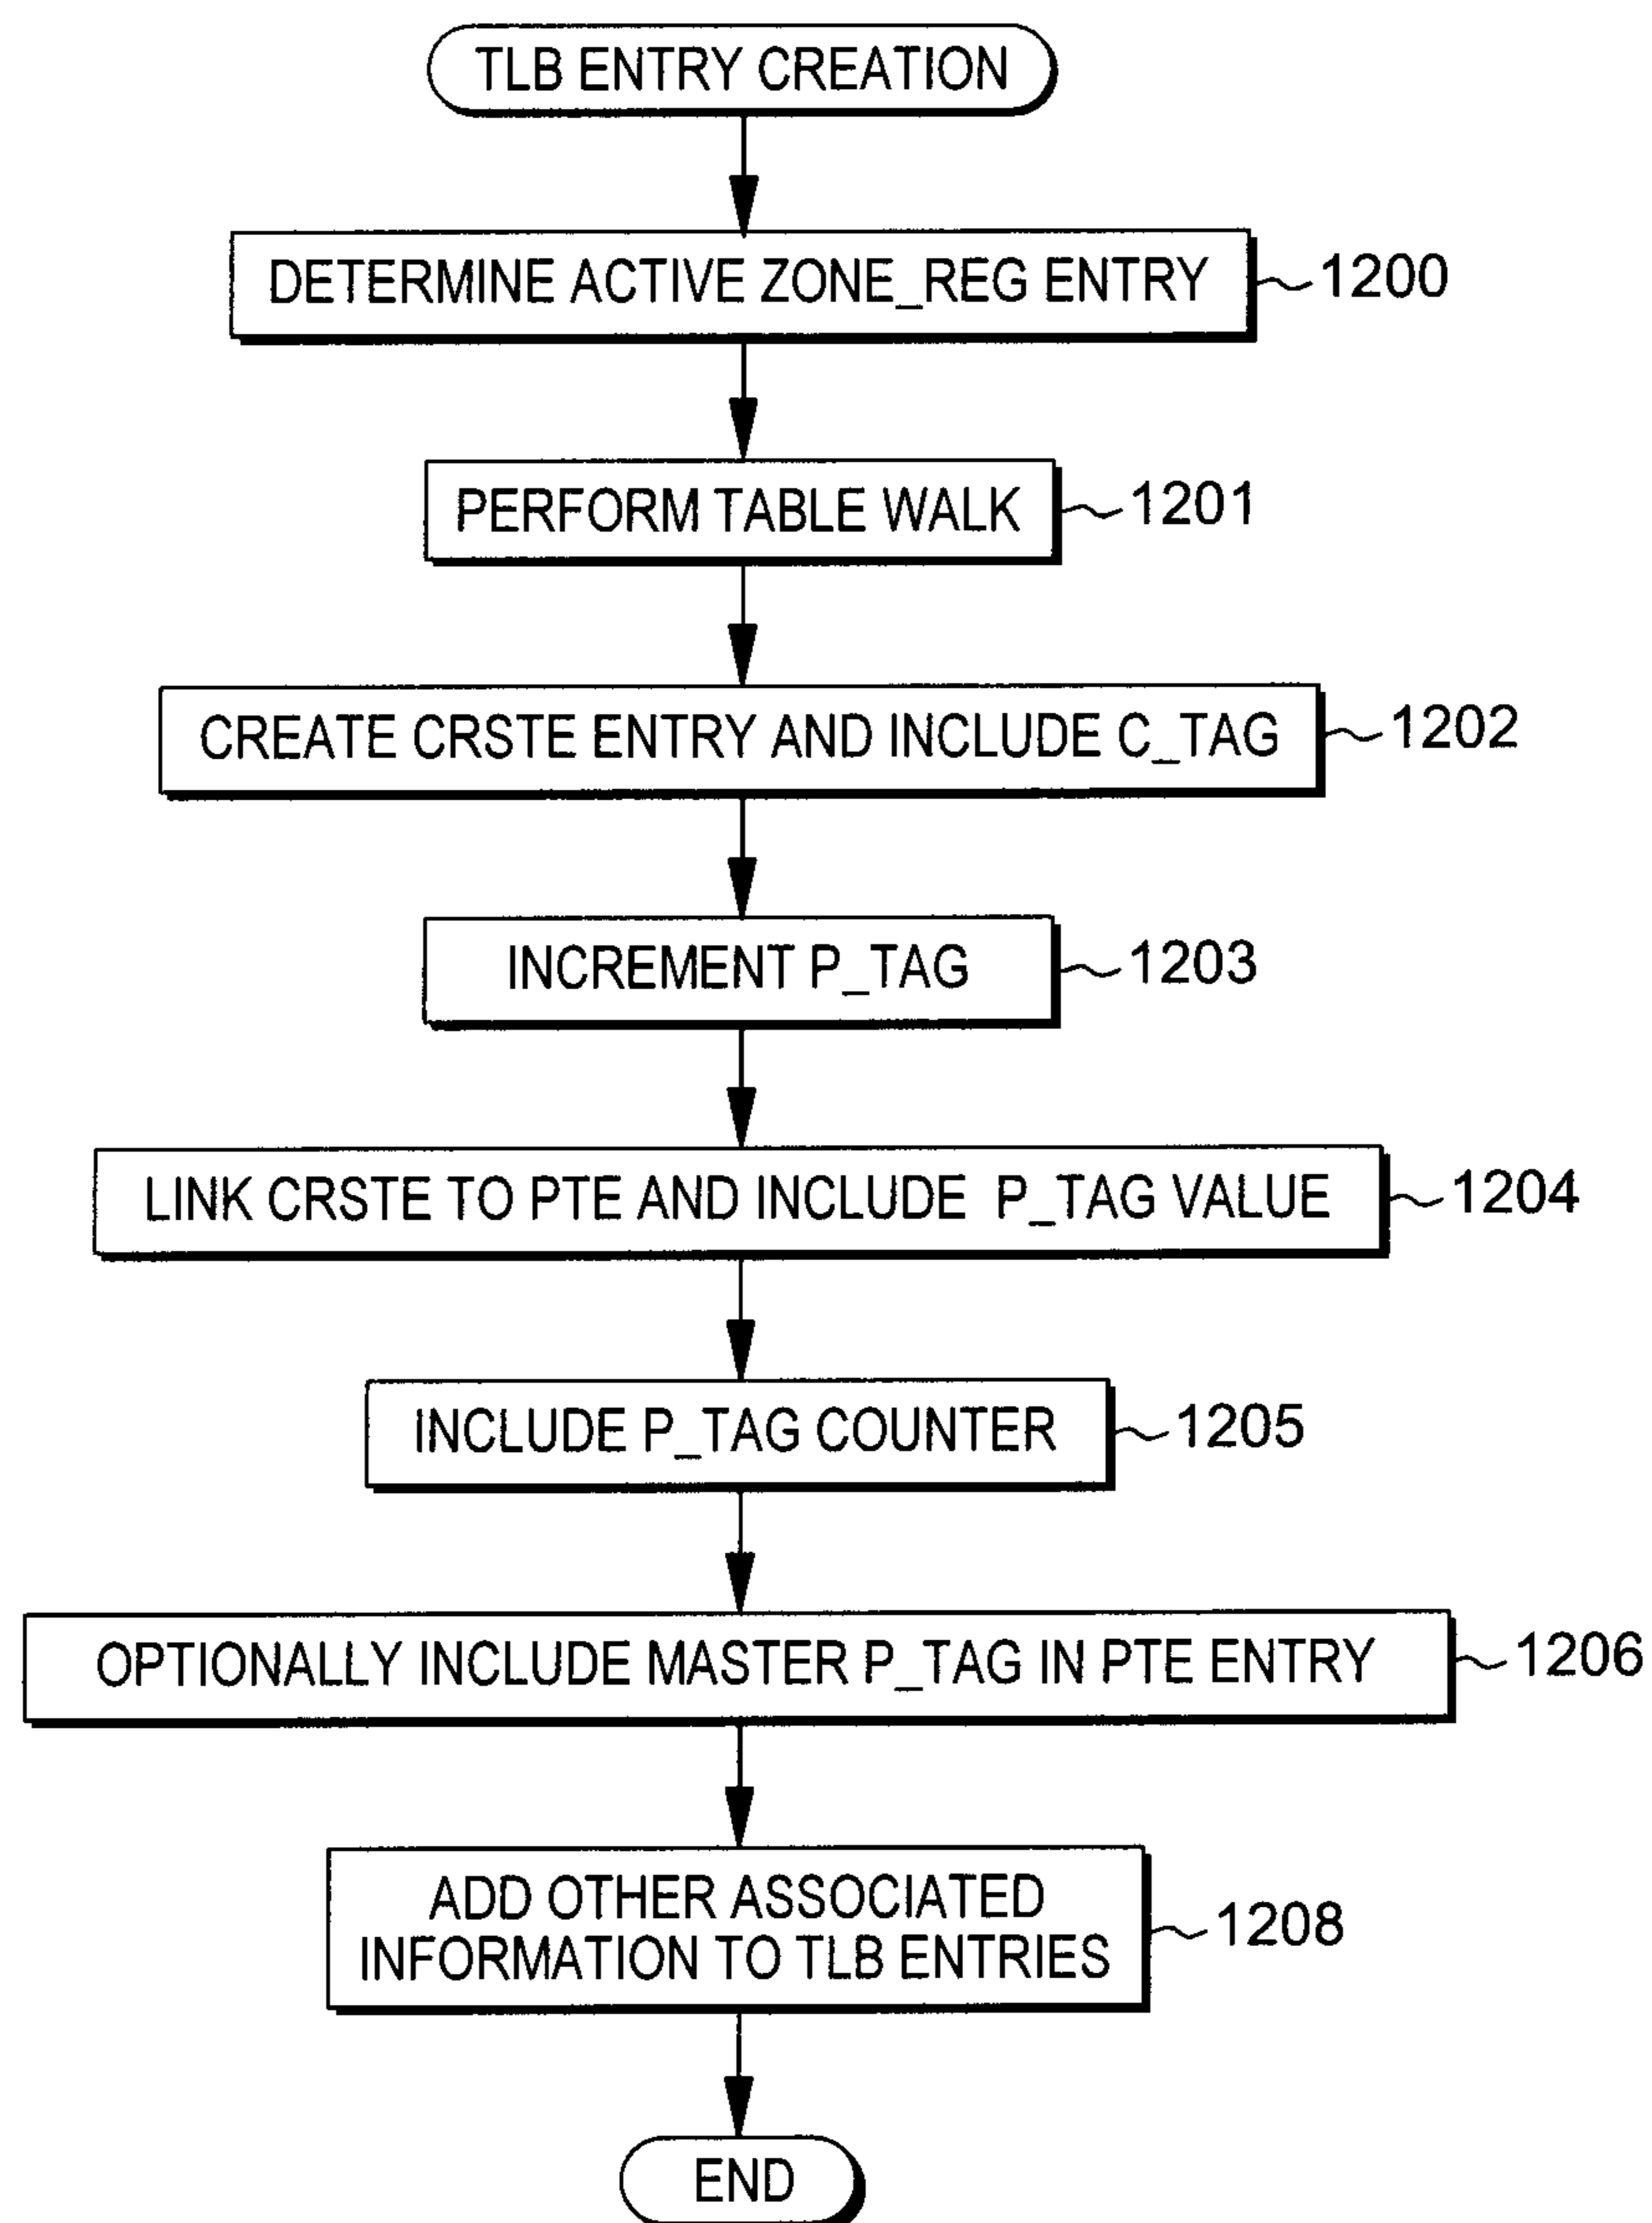 TLB ENTRY CREATION
DETERMINE ACTIVE ZONE_REG ENTRY
1200
PERFORM TABLE WALK
1201
CREATE CRSTE ENTRY AND INCLUDE C_TAG
1202
INCREMENT P_TAG
1203
LINK CRSTE TO PTE AND INCLUDE P_TAG VALUE
1204
INCLUDE P_TAG COUNTER
1205
OPTIONALLY INCLUDE MASTER P_TAG IN PTE ENTRY
1206
ADD OTHER ASSOCIATED
INFORMATION TO TLB ENTRIES
1208
END